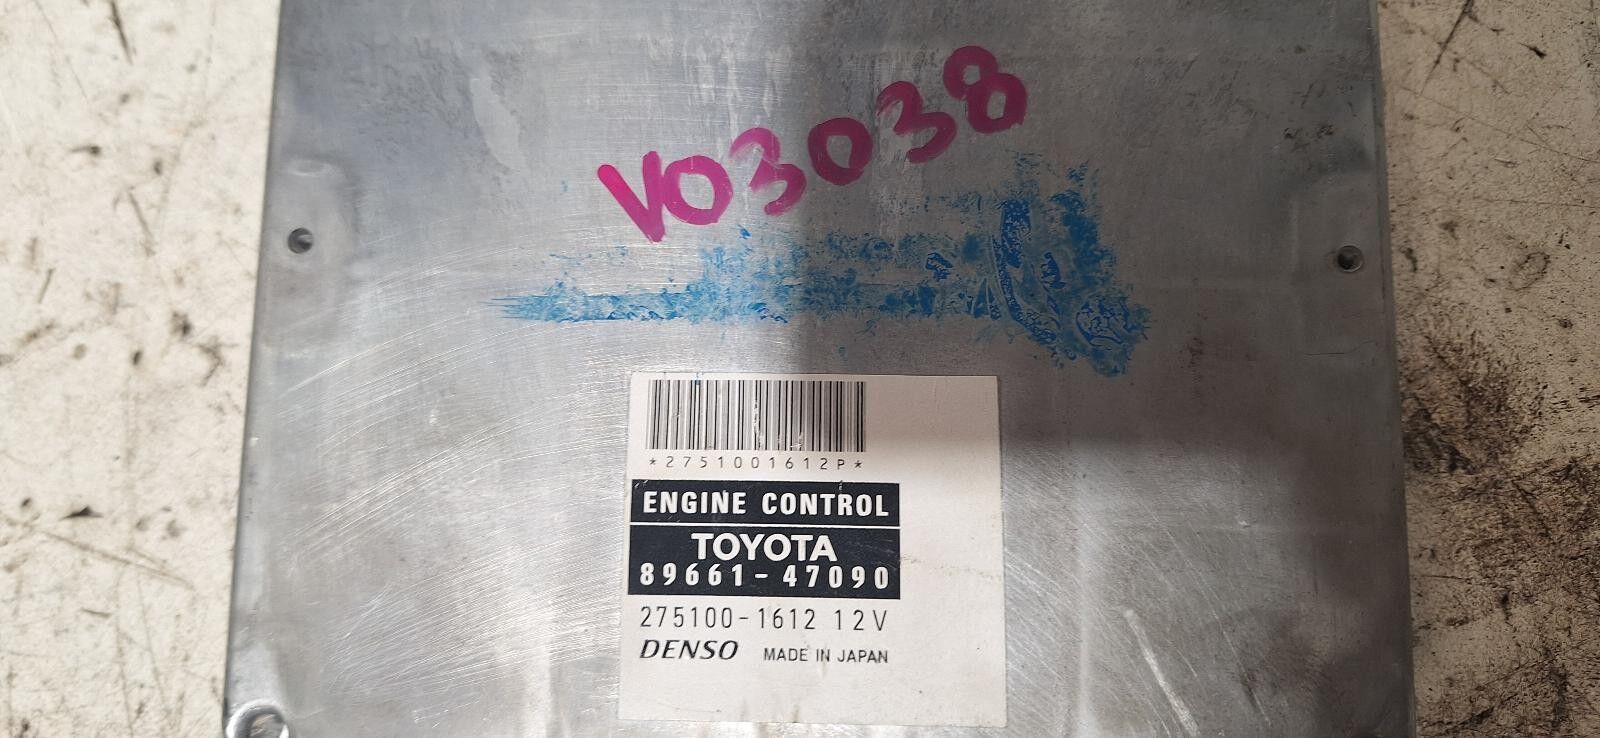 V03038
*2751001612P*
ENGINE CONTROL
TOYOTA
89661-47090
275100-1612 12V
DENSO MADE IN JAPAN